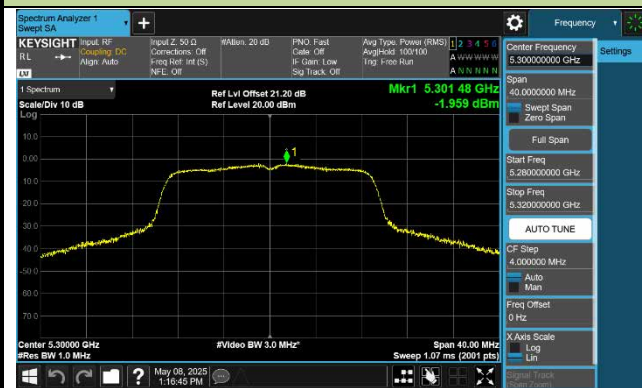 Spectrum Analyzer 1
Swept SA
Frequency
KEYSIGHT
RL
LXI
Input: RF
Coupling: DC
Align: Auto
Input Z: 50 Ω
Corrections: Off
Freq Ref: Int (S)
NFE: Off
#Atten: 20 dB
PNO: Fast
Gate: Off
IF Gain: Low
Sig Track: Off
Avg Type: Power (RMS)
Avg|Hold: 100/100
Trig: Free Run
1 2 3 4 5 6
A W W W W W
A N N N N N
1 Spectrum
Scale/Div 10 dB
Log
Ref Lvl Offset 21.20 dB
Ref Level 20.00 dBm
Mkr1 5.301 48 GHz
-1.959 dBm
10.0
0.00
-10.0
-20.0
-30.0
-40.0
-50.0
-60.0
-70.0
1
Center 5.30000 GHz
#Res BW 1.0 MHz
#Video BW 3.0 MHz*
Span 40.00 MHz
Sweep 1.07 ms (2001 pts)
May 08, 2025
1:16:45 PM
Center Frequency
5.300000000 GHz
Settings
Span
40.0000000 MHz
Swept Span
Zero Span
Full Span
Start Freq
5.280000000 GHz
Stop Freq
5.320000000 GHz
AUTO TUNE
CF Step
4.000000 MHz
Auto
Man
Freq Offset
0 Hz
X Axis Scale
Log
Lin
Signal Track
(Span Zoom)